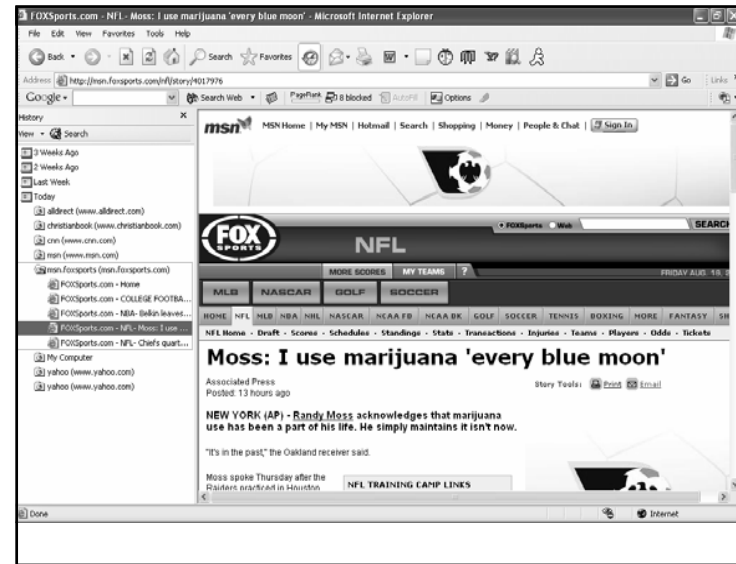 FOXSports.com - NFL- Moss: I use marijuana 'every blue moon' - Microsoft Internet Explorer
File Edit View Favorites Tools Help
Back Search Favorites
Address http://msn.foxsports.com/nfl/story/4017976 Go Links
Google Search Web PageRank 8 blocked AutoFill Options
History x
View Search
3 Weeks Ago
2 Weeks Ago
Last Week
Today
alldirect (www.alldirect.com)
christianbook (www.christianbook.com)
cnn (www.cnn.com)
msn (www.msn.com)
msn.foxsports (msn.foxsports.com)
FOXSports.com - Home
FOXSports.com - COLLEGE FOOTBA...
FOXSports.com - NBA- Belkin leaves...
FOXSports.com - NFL- Moss: I use ...
FOXSports.com - NFL- Chiefs quart...
My Computer
yahoo (www.yahoo.com)
yahoo (www.yahoo.com)
msn MSN Home | My MSN | Hotmail | Search | Shopping | Money | People & Chat | Sign In
FOXSports Web SEARCH
FOX SPORTS
NFL
MORE SCORES MY TEAMS ? FRIDAY AUG. 19, 2
MLB NASCAR GOLF SOCCER
HOME NFL MLB NBA NHL NASCAR NCAA FB NCAA BK GOLF SOCCER TENNIS BOXING MORE FANTASY SH
NFL Home - Draft - Scores - Schedules - Standings - Stats - Transactions - Injuries - Teams - Players - Odds - Tickets
Moss: I use marijuana 'every blue moon'
Associated Press
Posted: 13 hours ago
Story Tools: Print Email
NEW YORK (AP) - Randy Moss acknowledges that marijuana
use has been a part of his life. He simply maintains it isn't now.
"It's in the past," the Oakland receiver said.
Moss spoke Thursday after the
Raiders practiced in Houston
NFL TRAINING CAMP LINKS
Done Internet